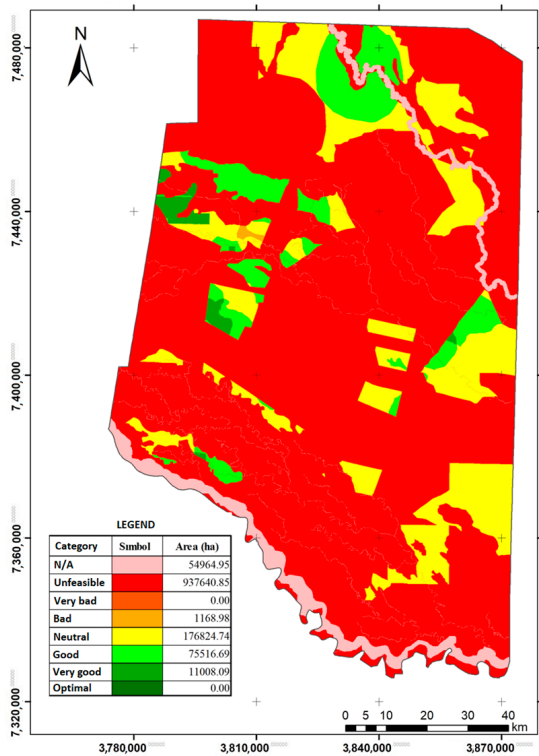 N
7,480,000
7,440,000
7,400,000
7,360,000
7,320,000
LEGEND
Category Sımbol Area (ha)
N/A 54964.95
Unfeasible 937640.85
Very bad 0.00
Bad 1168.98
Neutral 176824.74
Good 75516.69
Very good 11008.09
Optimal 0.00
0 5 10 20 30 40
km
3,780,000 3,810,000 3,840,000 3,870,000